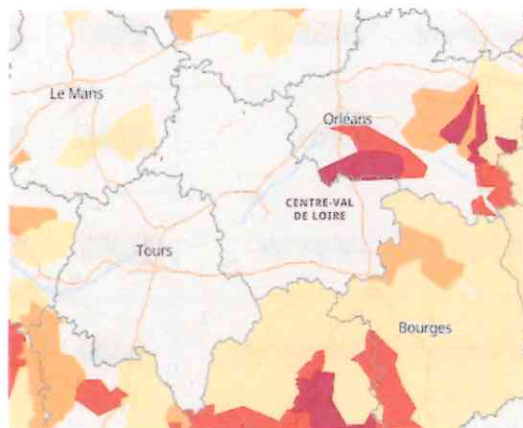 Le Mans
Orléans
CENTRE-VAL
DE LOIRE
Tours
Bourges